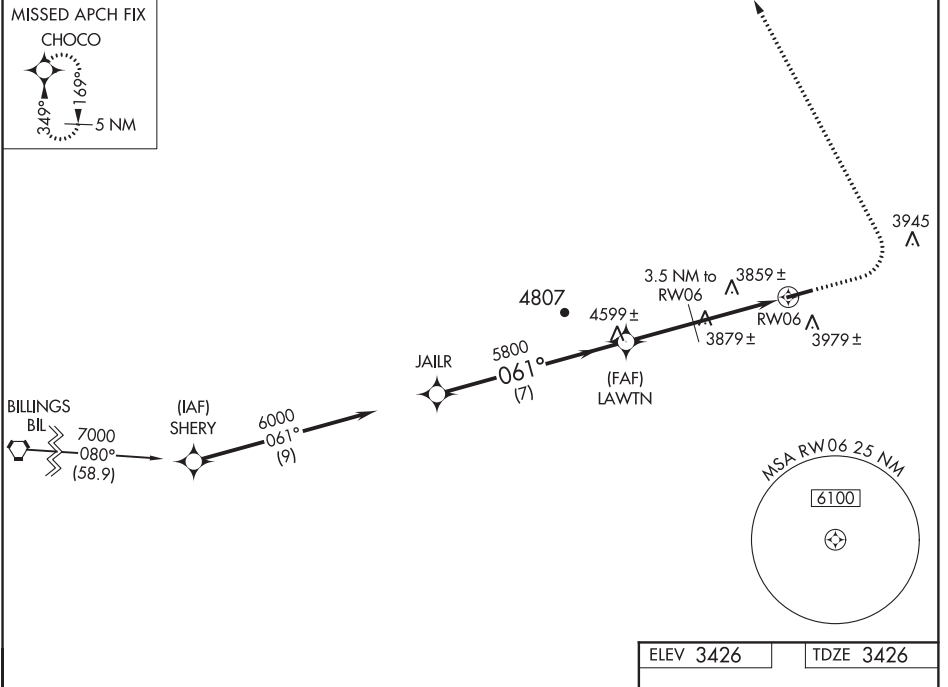 MISSED APCH FIX
CHOCO
349°
169°
5 NM
3945
3.5 NM to
RW06
3859 ±
4807
4599 ±
RW06
3879 ±
3979 ±
JAILR
5800
061°
(7)
(FAF)
LAWTN
BILLINGS
BIL
7000
080°
(58.9)
(IAF)
SHERY
6000
061°
(9)
MSA RW06 25 NM
6100
ELEV 3426
TDZE 3426